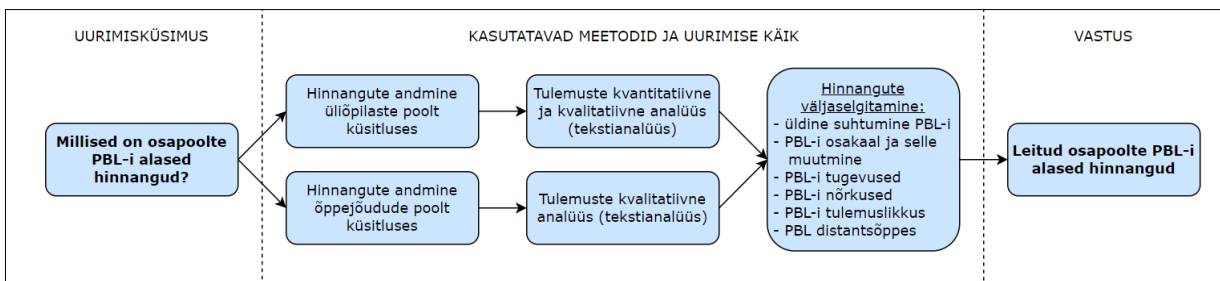 UURIMISKÜSIMUS
KASUTATAVAD MEETODID JA UURIMISE KÄIK
VASTUS
Millised on osapoolte
PBL-i alased
hinnangud?
Hinnangute andmine
üliõpilaste poolt
küsitluses
Tulemuste kvantitatiivne
ja kvalitatiivne analüüs
(tekstianalüüs)
Hinnangute andmine
õppejõudude poolt
küsitluses
Tulemuste kvalitatiivne
analüüs (tekstianalüüs)
Hinnangute
väljaselgitamine:
- üldine suhtumine PBL-i
- PBL-i osakaal ja selle
muutmine
- PBL-i tugevused
- PBL-i nõrkused
- PBL-i tulemuslikkus
- PBL distantsõppes
Leitud osapoolte PBL-i
alased hinnangud